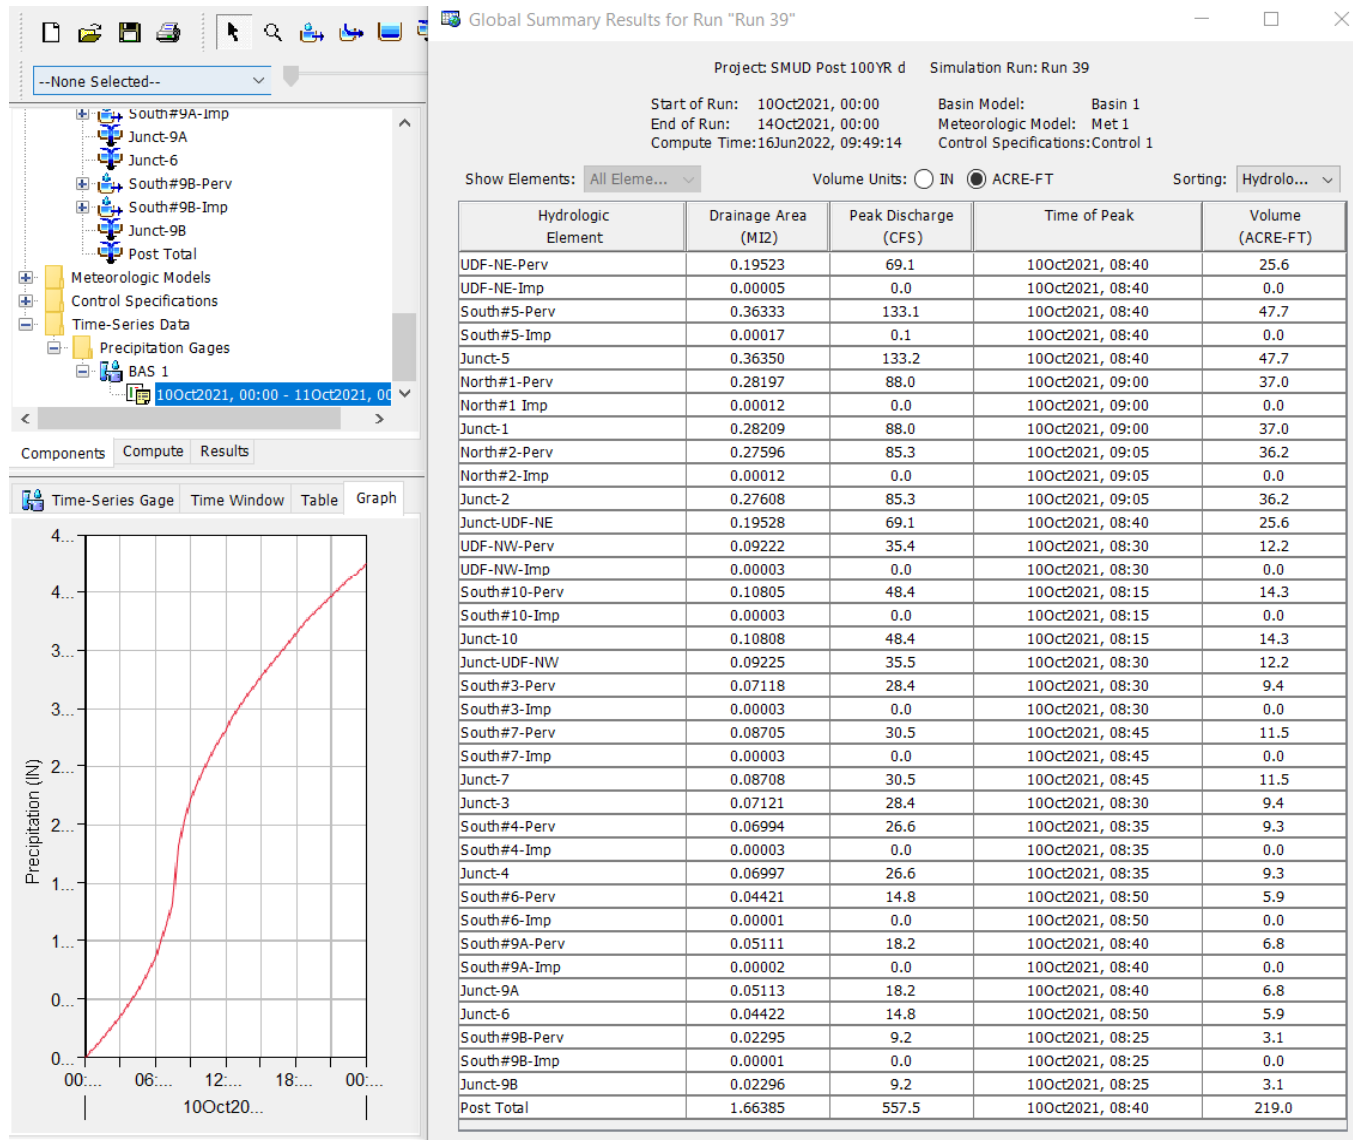 Global Summary Results for Run "Run 39"
--None Selected--
South#9A-Imp
Junct-9A
Junct-6
South#9B-Perv
South#9B-Imp
Junct-9B
Post Total
Meteorologic Models
Control Specifications
Time-Series Data
Precipitation Gages
BAS 1
10Oct2021, 00:00 - 11Oct2021, 00
Components Compute Results
Time-Series Gage Time Window Table Graph
4...
4...
3...
3...
2...
2...
1...
1...
0...
0...
Precipitation (IN)
00:... 06:... 12:... 18:... 00:...
10Oct20...
Project: SMUD Post 100YR d Simulation Run: Run 39
Start of Run: 10Oct2021, 00:00 Basin Model: Basin 1
End of Run: 14Oct2021, 00:00 Meteorologic Model: Met 1
Compute Time:16Jun2022, 09:49:14 Control Specifications:Control 1
Show Elements: All Eleme... Volume Units: IN ACRE-FT Sorting: Hydrolo...
Hydrologic Drainage Area Peak Discharge Time of Peak Volume
Element (MI2) (CFS) (ACRE-FT)
UDF-NE-Perv 0.19523 69.1 10Oct2021, 08:40 25.6
UDF-NE-Imp 0.00005 0.0 10Oct2021, 08:40 0.0
South#5-Perv 0.36333 133.1 10Oct2021, 08:40 47.7
South#5-Imp 0.00017 0.1 10Oct2021, 08:40 0.0
Junct-5 0.36350 133.2 10Oct2021, 08:40 47.7
North#1-Perv 0.28197 88.0 10Oct2021, 09:00 37.0
North#1 Imp 0.00012 0.0 10Oct2021, 09:00 0.0
Junct-1 0.28209 88.0 10Oct2021, 09:00 37.0
North#2-Perv 0.27596 85.3 10Oct2021, 09:05 36.2
North#2-Imp 0.00012 0.0 10Oct2021, 09:05 0.0
Junct-2 0.27608 85.3 10Oct2021, 09:05 36.2
Junct-UDF-NE 0.19528 69.1 10Oct2021, 08:40 25.6
UDF-NW-Perv 0.09222 35.4 10Oct2021, 08:30 12.2
UDF-NW-Imp 0.00003 0.0 10Oct2021, 08:30 0.0
South#10-Perv 0.10805 48.4 10Oct2021, 08:15 14.3
South#10-Imp 0.00003 0.0 10Oct2021, 08:15 0.0
Junct-10 0.10808 48.4 10Oct2021, 08:15 14.3
Junct-UDF-NW 0.09225 35.5 10Oct2021, 08:30 12.2
South#3-Perv 0.07118 28.4 10Oct2021, 08:30 9.4
South#3-Imp 0.00003 0.0 10Oct2021, 08:30 0.0
South#7-Perv 0.08705 30.5 10Oct2021, 08:45 11.5
South#7-Imp 0.00003 0.0 10Oct2021, 08:45 0.0
Junct-7 0.08708 30.5 10Oct2021, 08:45 11.5
Junct-3 0.07121 28.4 10Oct2021, 08:30 9.4
South#4-Perv 0.06994 26.6 10Oct2021, 08:35 9.3
South#4-Imp 0.00003 0.0 10Oct2021, 08:35 0.0
Junct-4 0.06997 26.6 10Oct2021, 08:35 9.3
South#6-Perv 0.04421 14.8 10Oct2021, 08:50 5.9
South#6-Imp 0.00001 0.0 10Oct2021, 08:50 0.0
South#9A-Perv 0.05111 18.2 10Oct2021, 08:40 6.8
South#9A-Imp 0.00002 0.0 10Oct2021, 08:40 0.0
Junct-9A 0.05113 18.2 10Oct2021, 08:40 6.8
Junct-6 0.04422 14.8 10Oct2021, 08:50 5.9
South#9B-Perv 0.02295 9.2 10Oct2021, 08:25 3.1
South#9B-Imp 0.00001 0.0 10Oct2021, 08:25 0.0
Junct-9B 0.02296 9.2 10Oct2021, 08:25 3.1
Post Total 1.66385 557.5 10Oct2021, 08:40 219.0